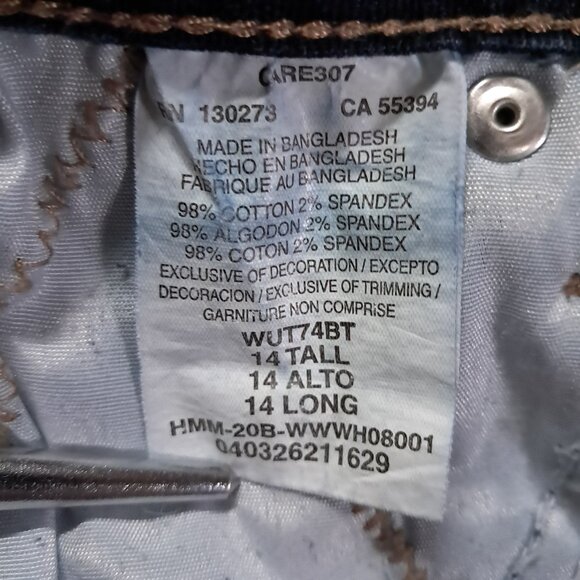 CARE307
RN 130273 CA 55394
MADE IN BANGLADESH
HECHO EN BANGLADESH
FABRIQUE AU BANGLADESH
98% COTTON 2% SPANDEX
98% ALGODON 2% SPANDEX
98% COTON 2% SPANDEX
EXCLUSIVE OF DECORATION / EXCEPTO
DECORACION / EXCLUSIVE OF TRIMMING /
GARNITURE NON COMPRISE
WUT74BT
14 TALL
14 ALTO
14 LONG
HMM-20B-WWWH08001
040326211629